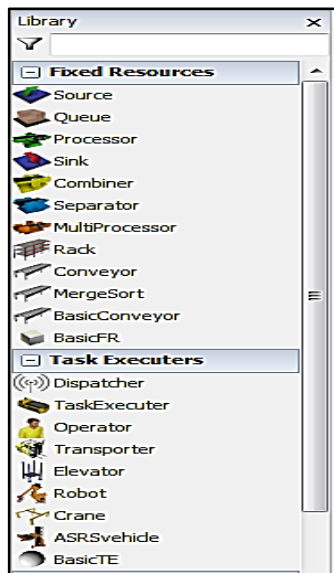 Library
Fixed Resources
Source
Queue
Processor
Sink
Combiner
Separator
MultiProcessor
Rack
Conveyor
MergeSort
BasicConveyor
BasicFR
Task Executers
Dispatcher
TaskExecuter
Operator
Transporter
Elevator
Robot
Crane
ASRSvehicle
BasicTE